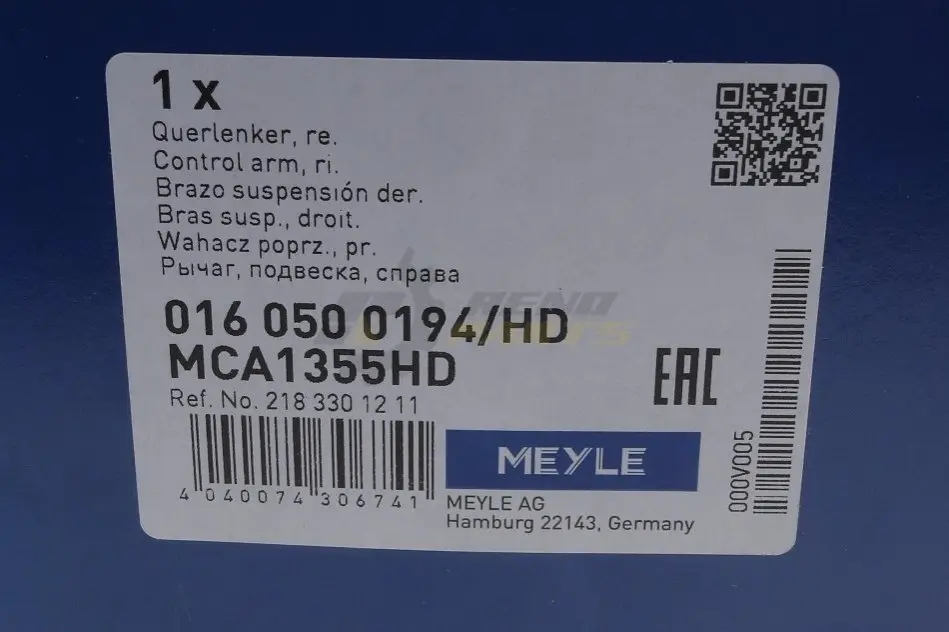 1 x
Querlenker, re.
Control arm, ri.
Brazo suspensión der.
Bras susp., droit.
Wahacz poprz., pr.
Рычаг, подвеска, справа
RENO
016 050 0194/HD
MCA1355HD
Ref. No. 218 330 12 11
EAC
4 040074 306741
MEYLE
MEYLE AG
Hamburg 22143, Germany
000V005